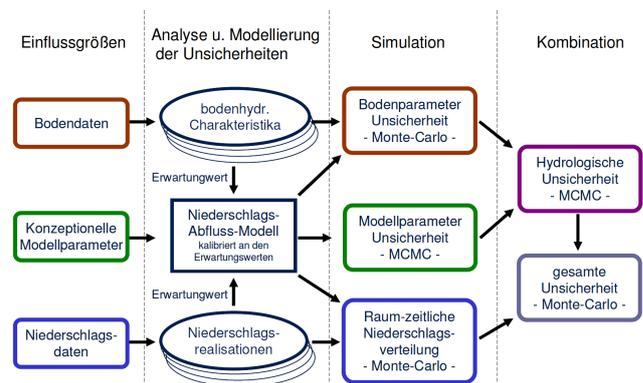 Einflussgrößen
Analyse u. Modellierung
der Unsicherheiten
Simulation
Kombination
Bodendaten
bodenhydr.
Charakteristika
Bodenparameter
Unsicherheit
- Monte-Carlo -
Erwartungwert
Hydrologische
Unsicherheit
- MCMC -
Konzeptionelle
Modellparameter
Niederschlags-
Abfluss-Modell
kalibriert an den
Erwartungswerten
Modellparameter
Unsicherheit
- MCMC -
gesamte
Unsicherheit
- Monte-Carlo -
Erwartungwert
Niederschlags-
daten
Niederschlags-
realisationen
Raum-zeitliche
Niederschlags-
verteilung
- Monte-Carlo -